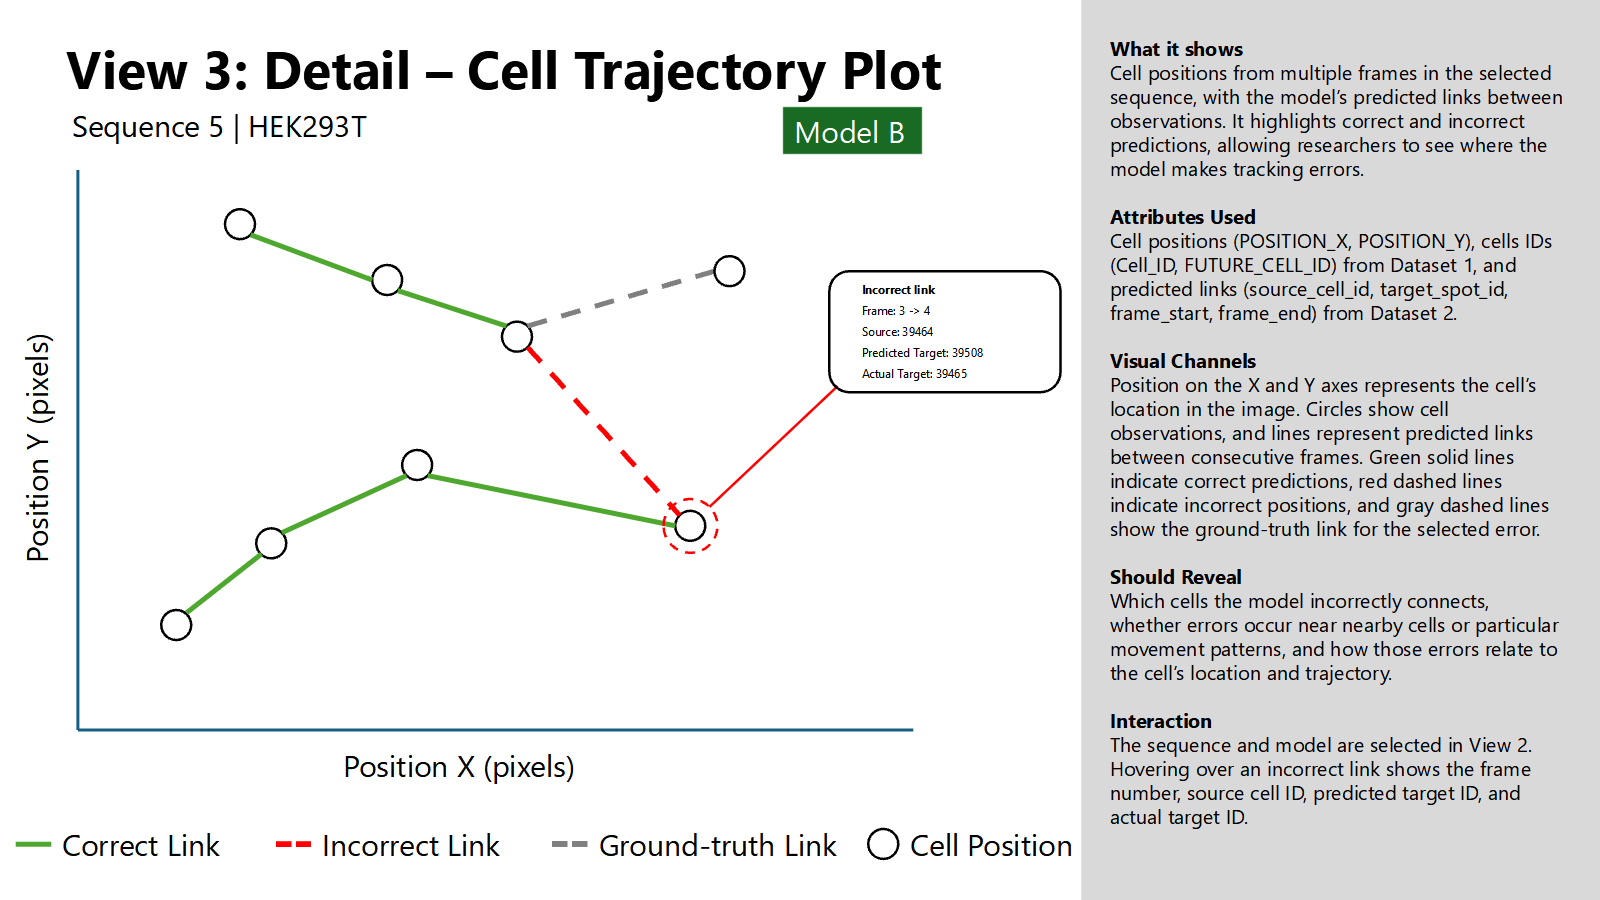 View 3: Detail – Cell Trajectory Plot
Sequence 5 | HEK293T
Model B
Position Y (pixels)
Incorrect link
Frame: 3 -> 4
Source: 39464
Predicted Target: 39508
Actual Target: 39465
Position X (pixels)
Correct Link
Incorrect Link
Ground-truth Link
Cell Position
What it shows
Cell positions from multiple frames in the selected
sequence, with the model’s predicted links between
observations. It highlights correct and incorrect
predictions, allowing researchers to see where the
model makes tracking errors.
Attributes Used
Cell positions (POSITION_X, POSITION_Y), cells IDs
(Cell_ID, FUTURE_CELL_ID) from Dataset 1, and
predicted links (source_cell_id, target_spot_id,
frame_start, frame_end) from Dataset 2.
Visual Channels
Position on the X and Y axes represents the cell’s
location in the image. Circles show cell
observations, and lines represent predicted links
between consecutive frames. Green solid lines
indicate correct predictions, red dashed lines
indicate incorrect positions, and gray dashed lines
show the ground-truth link for the selected error.
Should Reveal
Which cells the model incorrectly connects,
whether errors occur near nearby cells or particular
movement patterns, and how those errors relate to
the cell’s location and trajectory.
Interaction
The sequence and model are selected in View 2.
Hovering over an incorrect link shows the frame
number, source cell ID, predicted target ID, and
actual target ID.